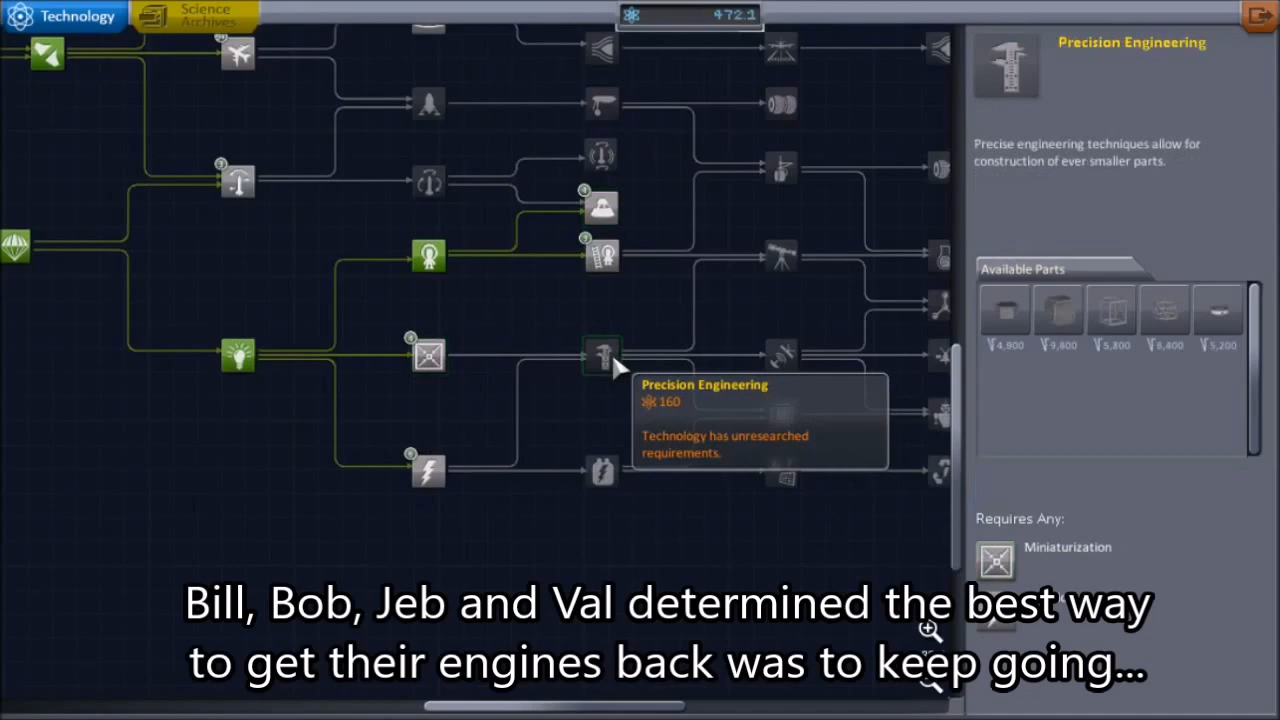 Technology
Science
Archives
472.1
Precision Engineering
Precise engineering techniques allow for
construction of ever smaller parts.
Available Parts
4,900
9,800
5,300
6,400
5,200
Precision Engineering
160
Technology has unresearched
requirements.
Requires Any:
Miniaturization
Bill, Bob, Jeb and Val determined the best way
to get their engines back was to keep going...